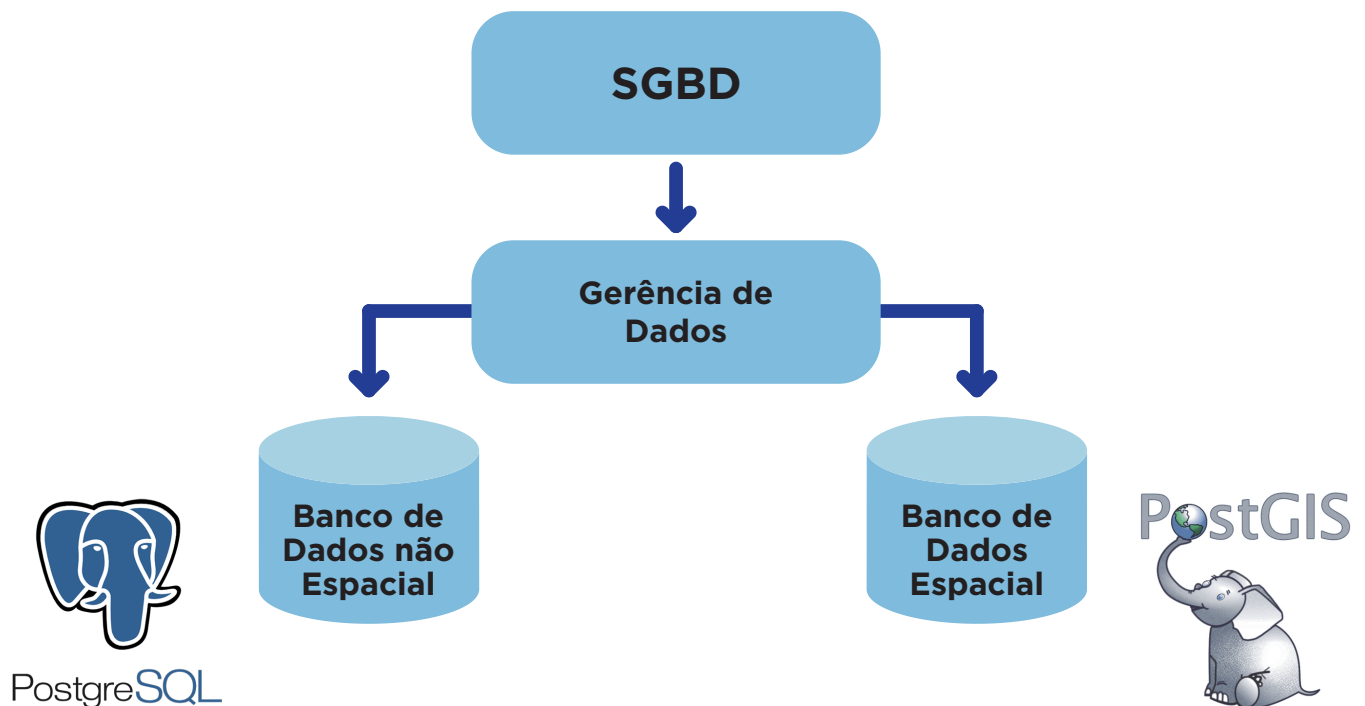 SGBD
Gerência de
Dados
Banco de
Dados não
Espacial
Banco de
Dados
Espacial
PostgreSQL
PostGIS